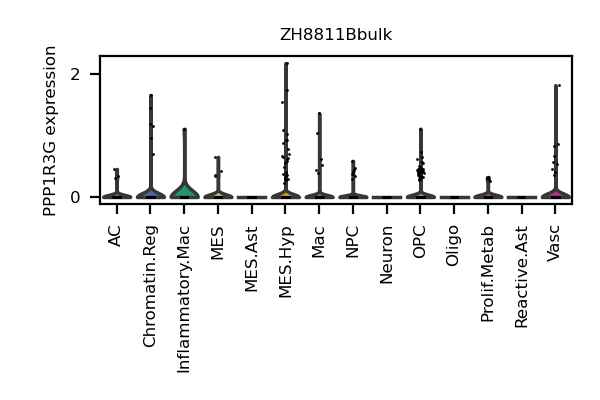 ZH8811Bbulk
PPP1R3G expression
2
0
AC
Chromatin.Reg
Inflammatory.Mac
MES
MES.Ast
MES.Hyp
Mac
NPC
Neuron
OPC
Oligo
Prolif.Metab
Reactive.Ast
Vasc